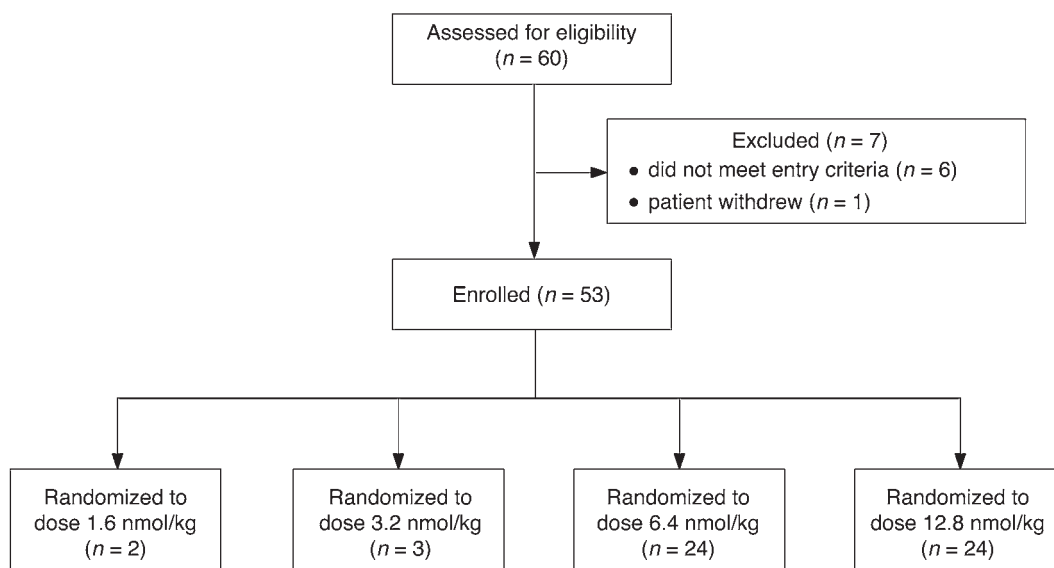 Assessed for eligibility
(n = 60)
Excluded (n = 7)
• did not meet entry criteria (n = 6)
• patient withdrew (n = 1)
Enrolled (n = 53)
Randomized to
dose 1.6 nmol/kg
(n = 2)
Randomized to
dose 3.2 nmol/kg
(n = 3)
Randomized to
dose 6.4 nmol/kg
(n = 24)
Randomized to
dose 12.8 nmol/kg
(n = 24)